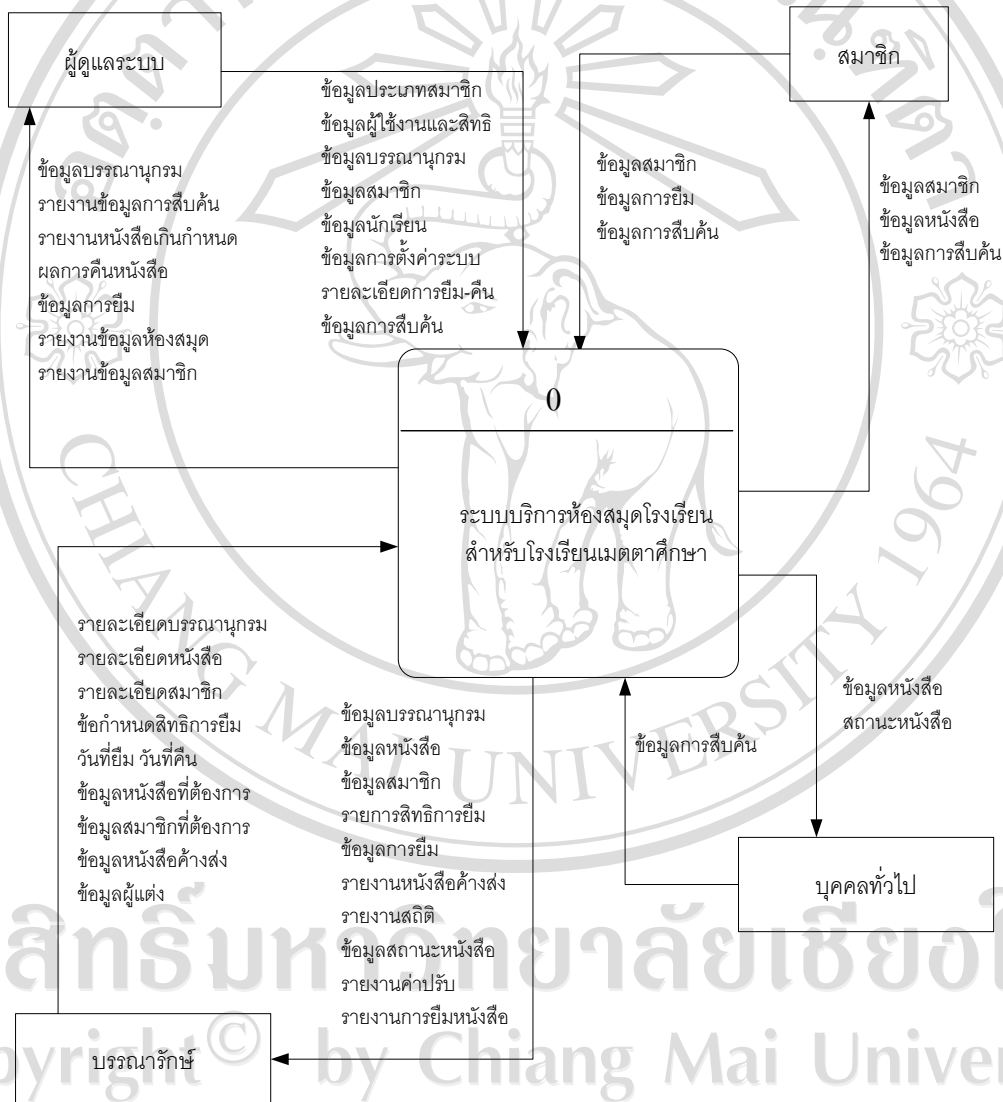 ผู้ดูแลระบบ
สมาชิก
ข้อมูลประเภทสมาชิก
ข้อมูลผู้ใช้งานและสิทธิ
ข้อมูลบรรณานุกรม
ข้อมูลสมาชิก
ข้อมูลนักเรียน
ข้อมูลการตั้งค่าระบบ
รายละเอียดการยืม-คืน
ข้อมูลการสืบค้น
ข้อมูลบรรณานุกรม
รายงานข้อมูลการสืบค้น
รายงานหนังสือเกินกำหนด
ผลการคืนหนังสือ
ข้อมูลการยืม
รายงานข้อมูลห้องสมุด
รายงานข้อมูลสมาชิก
ข้อมูลสมาชิก
ข้อมูลการยืม
ข้อมูลการสืบค้น
ข้อมูลสมาชิก
ข้อมูลหนังสือ
ข้อมูลการสืบค้น
0
ระบบบริการห้องสมุดโรงเรียน
สำหรับโรงเรียนเมตตาศึกษา
รายละเอียดบรรณานุกรม
รายละเอียดหนังสือ
รายละเอียดสมาชิก
ข้อกำหนดสิทธิการยืม
วันที่ยืม วันที่คืน
ข้อมูลหนังสือที่ต้องการ
ข้อมูลสมาชิกที่ต้องการ
ข้อมูลหนังสือค้างส่ง
ข้อมูลผู้แต่ง
ข้อมูลบรรณานุกรม
ข้อมูลหนังสือ
ข้อมูลสมาชิก
รายการสิทธิการยืม
ข้อมูลการยืม
รายงานหนังสือค้างส่ง
รายงานสถิติ
ข้อมูลสถานะหนังสือ
รายงานค่าปรับ
รายงานการยืมหนังสือ
ข้อมูลการสืบค้น
ข้อมูลหนังสือ
สถานะหนังสือ
บุคคลทั่วไป
บรรณารักษ์
CHIANG MAI UNIVERSITY 1964
สิทธิ์มหาวิทยาลัยเชียงใ
pyright © by Chiang Mai Univer